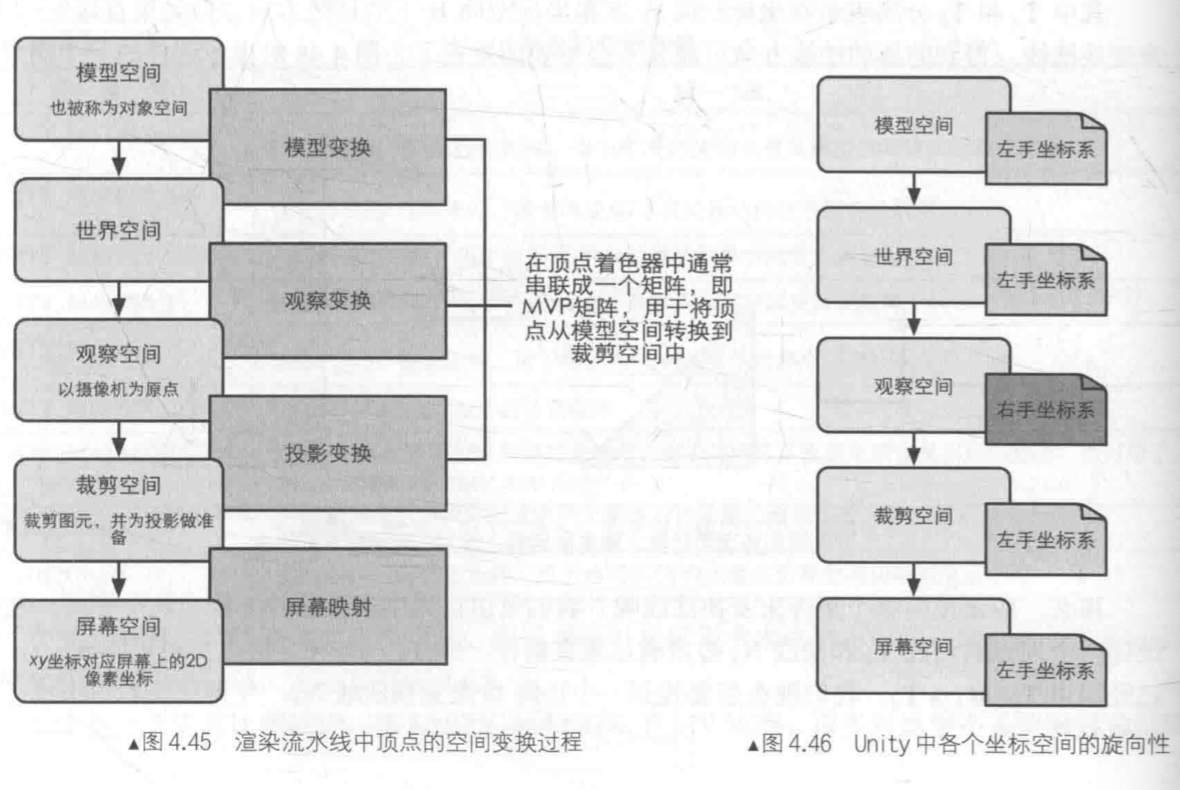 模型空间
也被称为对象空间
模型变换
世界空间
观察变换
观察空间
以摄像机为原点
投影变换
裁剪空间
裁剪图元，并为投影做准
备
屏幕映射
屏幕空间
xy坐标对应屏幕上的2D
像素坐标
在顶点着色器中通常
串联成一个矩阵，即
MVP矩阵，用于将顶
点从模型空间转换到
裁剪空间中
▲图 4.45 渲染流水线中顶点的空间变换过程
模型空间
左手坐标系
世界空间
左手坐标系
观察空间
右手坐标系
裁剪空间
左手坐标系
屏幕空间
左手坐标系
▲图 4.46 Unity 中各个坐标空间的旋向性